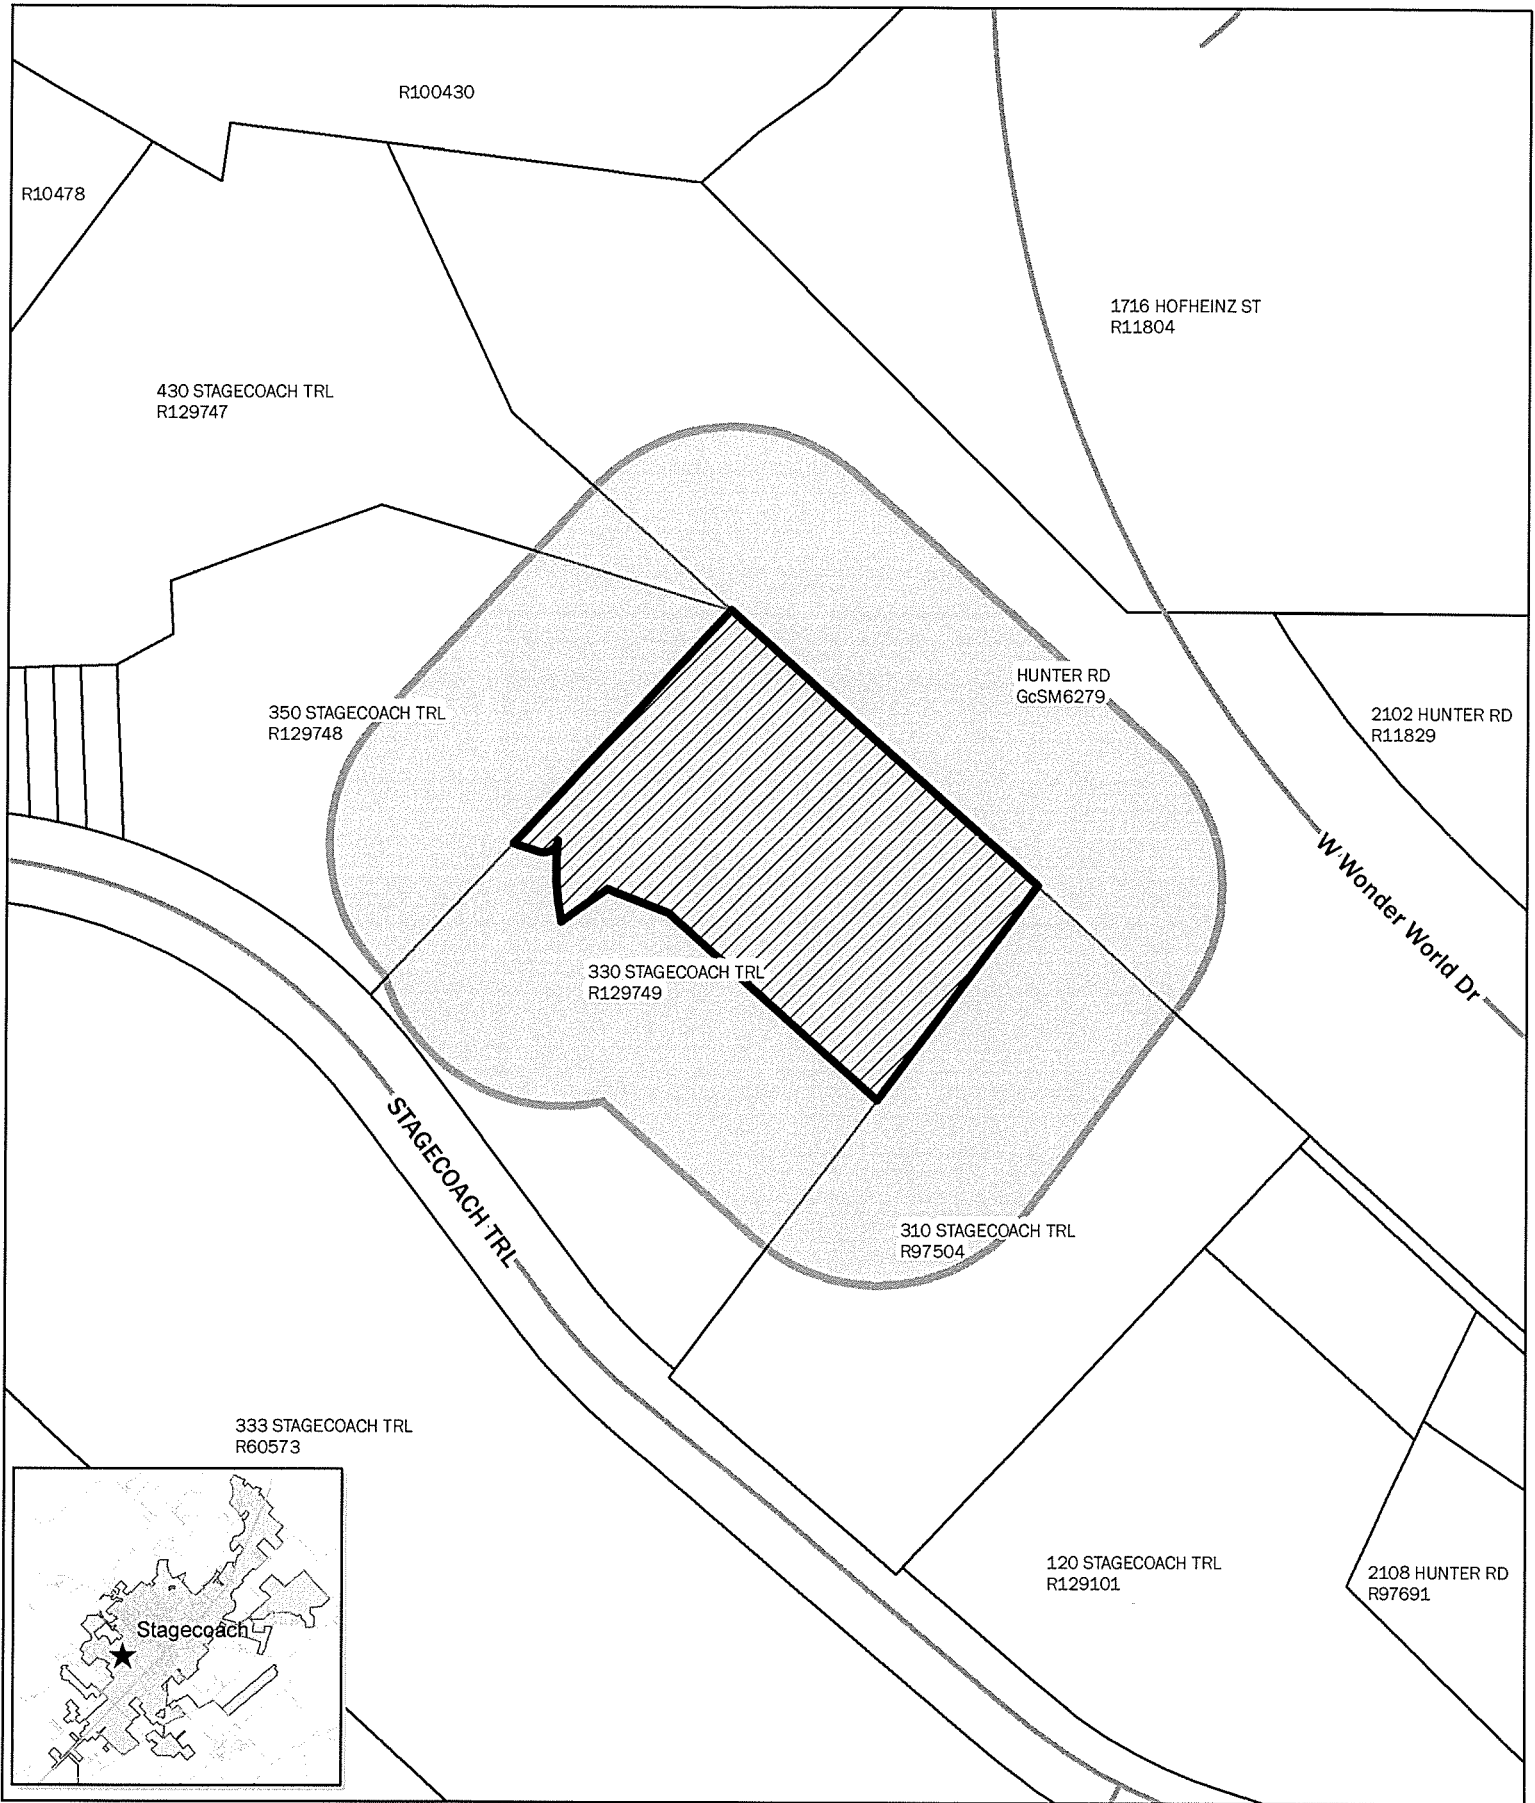 R100430
R10478
1716 HOFHEINZ ST
R11804
430 STAGECOACH TRL
R129747
HUNTER RD
GcSM6279
350 STAGECOACH TRL
R129748
2102 HUNTER RD
R11829
W Wonder World Dr
330 STAGECOACH TRL
R129749
STAGECOACH TRL
310 STAGECOACH TRL
R97504
333 STAGECOACH TRL
R60573
120 STAGECOACH TRL
R129101
2108 HUNTER RD
R97691
Stagecoach